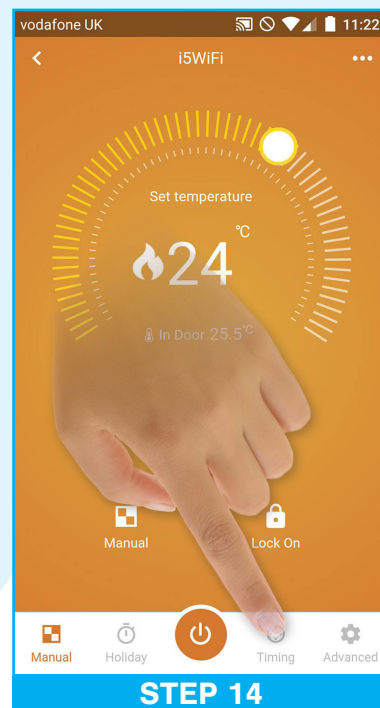 vodafone UK 11:22
i5WiFi
Set temperature
24 °C
In Door 25.5°C
Manual Lock On
Manual Holiday Timing Advanced
STEP 14